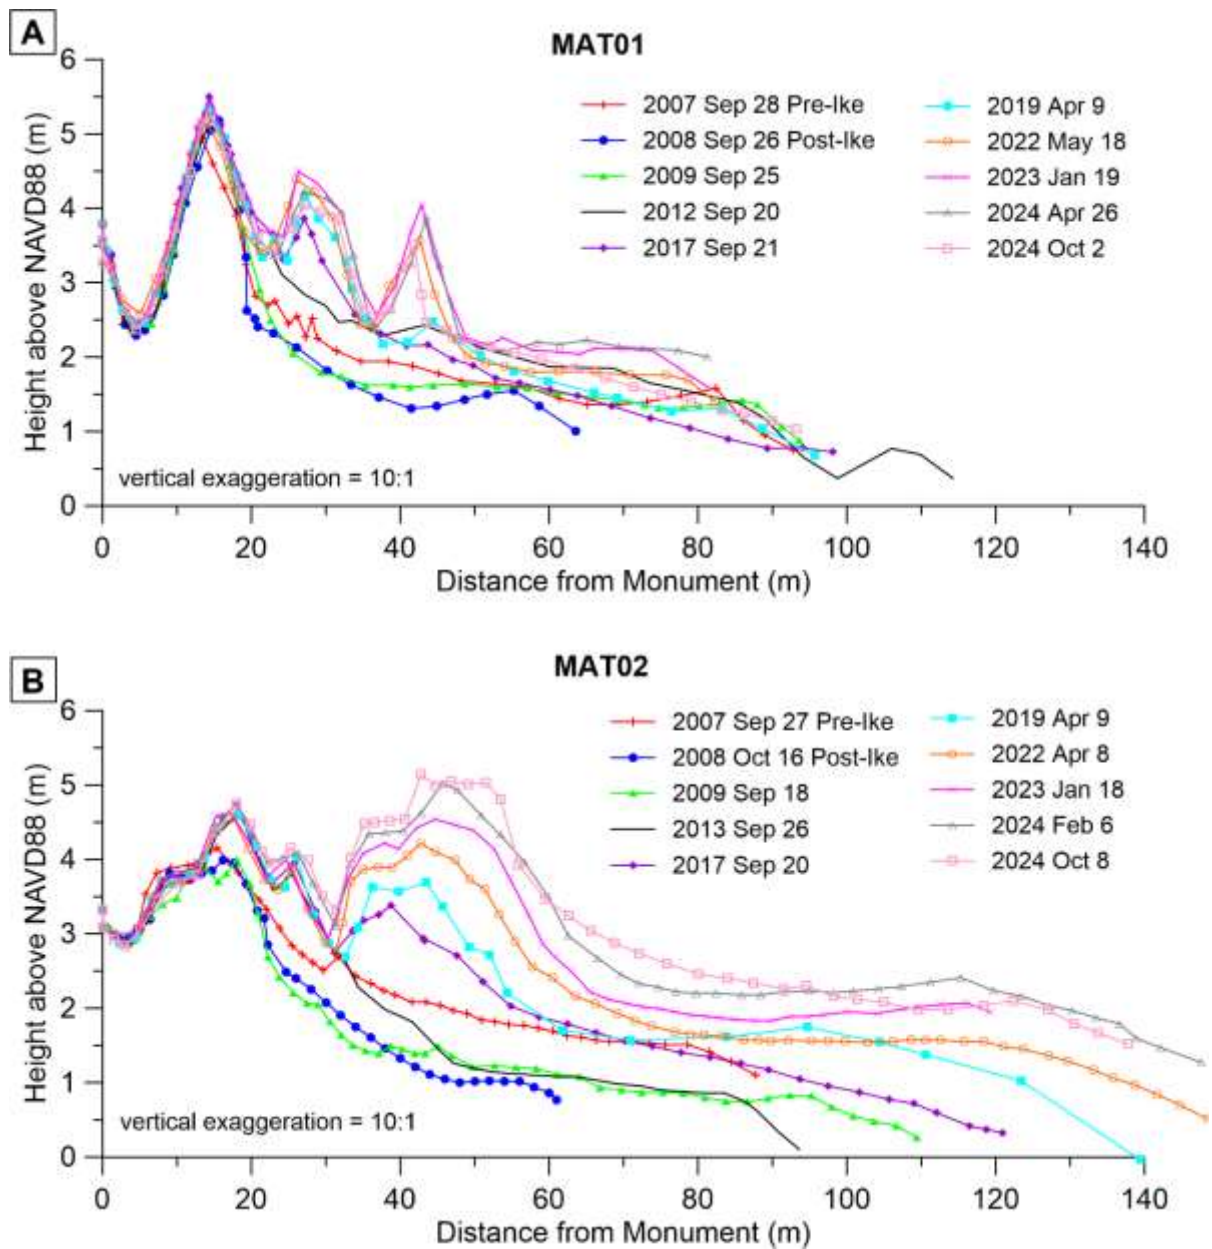 A
MAT01
6
5
4
3
2
1
0
Height above NAVD88 (m)
2007 Sep 28 Pre-Ike
2008 Sep 26 Post-Ike
2009 Sep 25
2012 Sep 20
2017 Sep 21
2019 Apr 9
2022 May 18
2023 Jan 19
2024 Apr 26
2024 Oct 2
vertical exaggeration = 10:1
0 20 40 60 80 100 120 140
Distance from Monument (m)
B
MAT02
6
5
4
3
2
1
0
Height above NAVD88 (m)
2007 Sep 27 Pre-Ike
2008 Oct 16 Post-Ike
2009 Sep 18
2013 Sep 26
2017 Sep 20
2019 Apr 9
2022 Apr 8
2023 Jan 18
2024 Feb 6
2024 Oct 8
vertical exaggeration = 10:1
0 20 40 60 80 100 120 140
Distance from Monument (m)